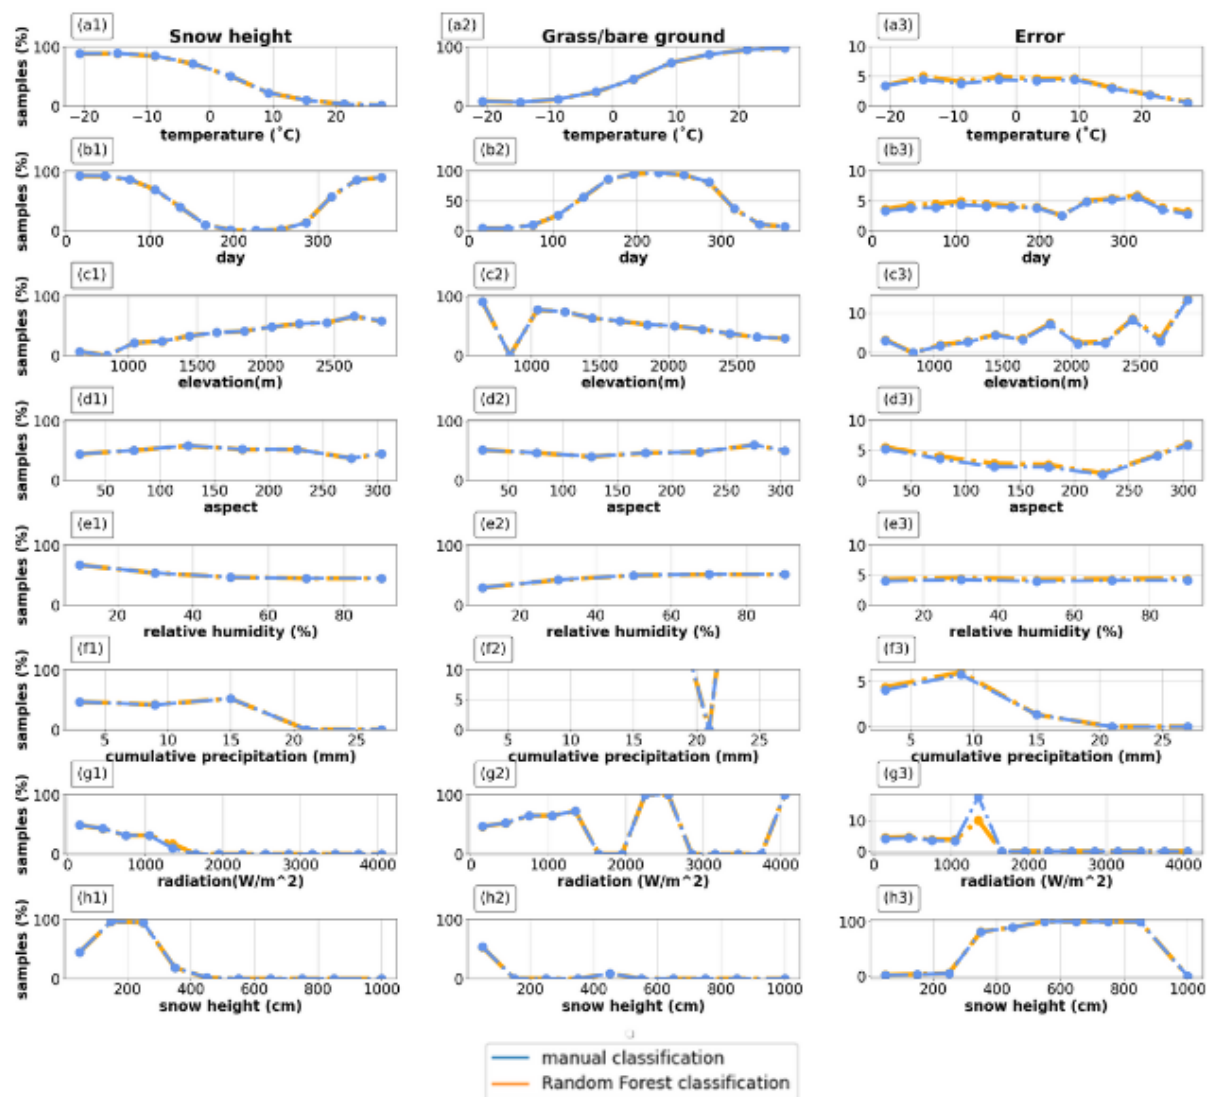 (a1) (a2) (a3)
Snow height Grass/bare ground Error
samples (%)
100 0
−20 −10 0 10 20
temperature (˚C)
100 50 0
−20 −10 0 10 20
temperature (˚C)
10 5 0
−20 −10 0 10 20
temperature (˚C)
(b1) (b2) (b3)
samples (%)
100 0
0 100 200 300
day
100 50 0
0 100 200 300
day
10 5 0
0 100 200 300
day
(c1) (c2) (c3)
samples (%)
100 0
1000 1500 2000 2500
elevation(m)
100 0
1000 1500 2000 2500
elevation(m)
10 0
1000 1500 2000 2500
elevation(m)
(d1) (d2) (d3)
samples (%)
100 0
50 100 150 200 250 300
aspect
100 0
50 100 150 200 250 300
aspect
10 5 0
50 100 150 200 250 300
aspect
(e1) (e2) (e3)
samples (%)
100 0
20 40 60 80
relative humidity (%)
100 0
20 40 60 80
relative humidity (%)
10 5 0
20 40 60 80
relative humidity (%)
(f1) (f2) (f3)
samples (%)
100 0
5 10 15 20 25
cumulative precipitation (mm)
10 5 0
5 10 15 20 25
cumulative precipitation (mm)
5 0
5 10 15 20 25
cumulative precipitation (mm)
(g1) (g2) (g3)
samples (%)
100 0
0 1000 2000 3000 4000
radiation(W/m^2)
100 0
0 1000 2000 3000 4000
radiation (W/m^2)
10 0
0 1000 2000 3000 4000
radiation (W/m^2)
(h1) (h2) (h3)
samples (%)
100 0
200 400 600 800 1000
snow height (cm)
100 0
200 400 600 800 1000
snow height (cm)
100 0
200 400 600 800 1000
snow height (cm)
manual classification
Random Forest classification